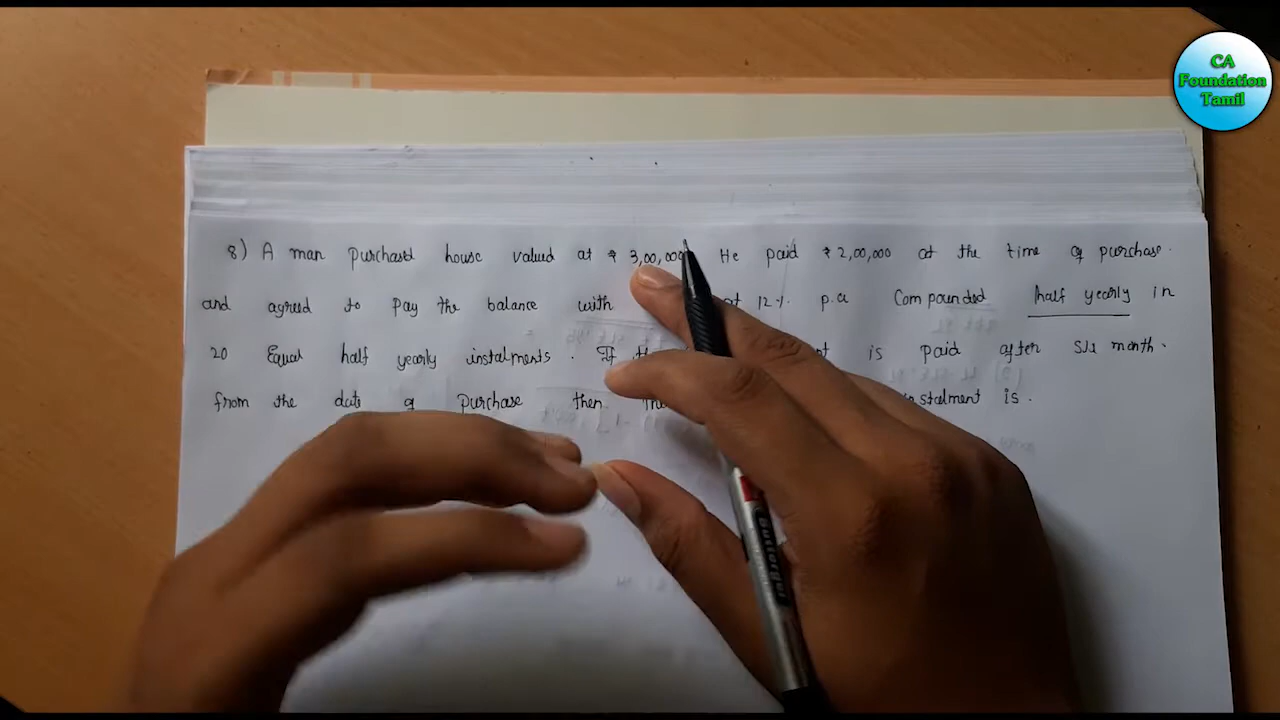 CA
Foundation
Tamil
8) A man purchased house valued at ₹ 3,00,000 He paid ₹ 2,00,000 at the time of purchase.
and agreed to pay the balance with at 12% p.a Compounded half yearly in
20 Equal half yearly instalments. If is paid after six month.
from the date of purchase then. instalment is.